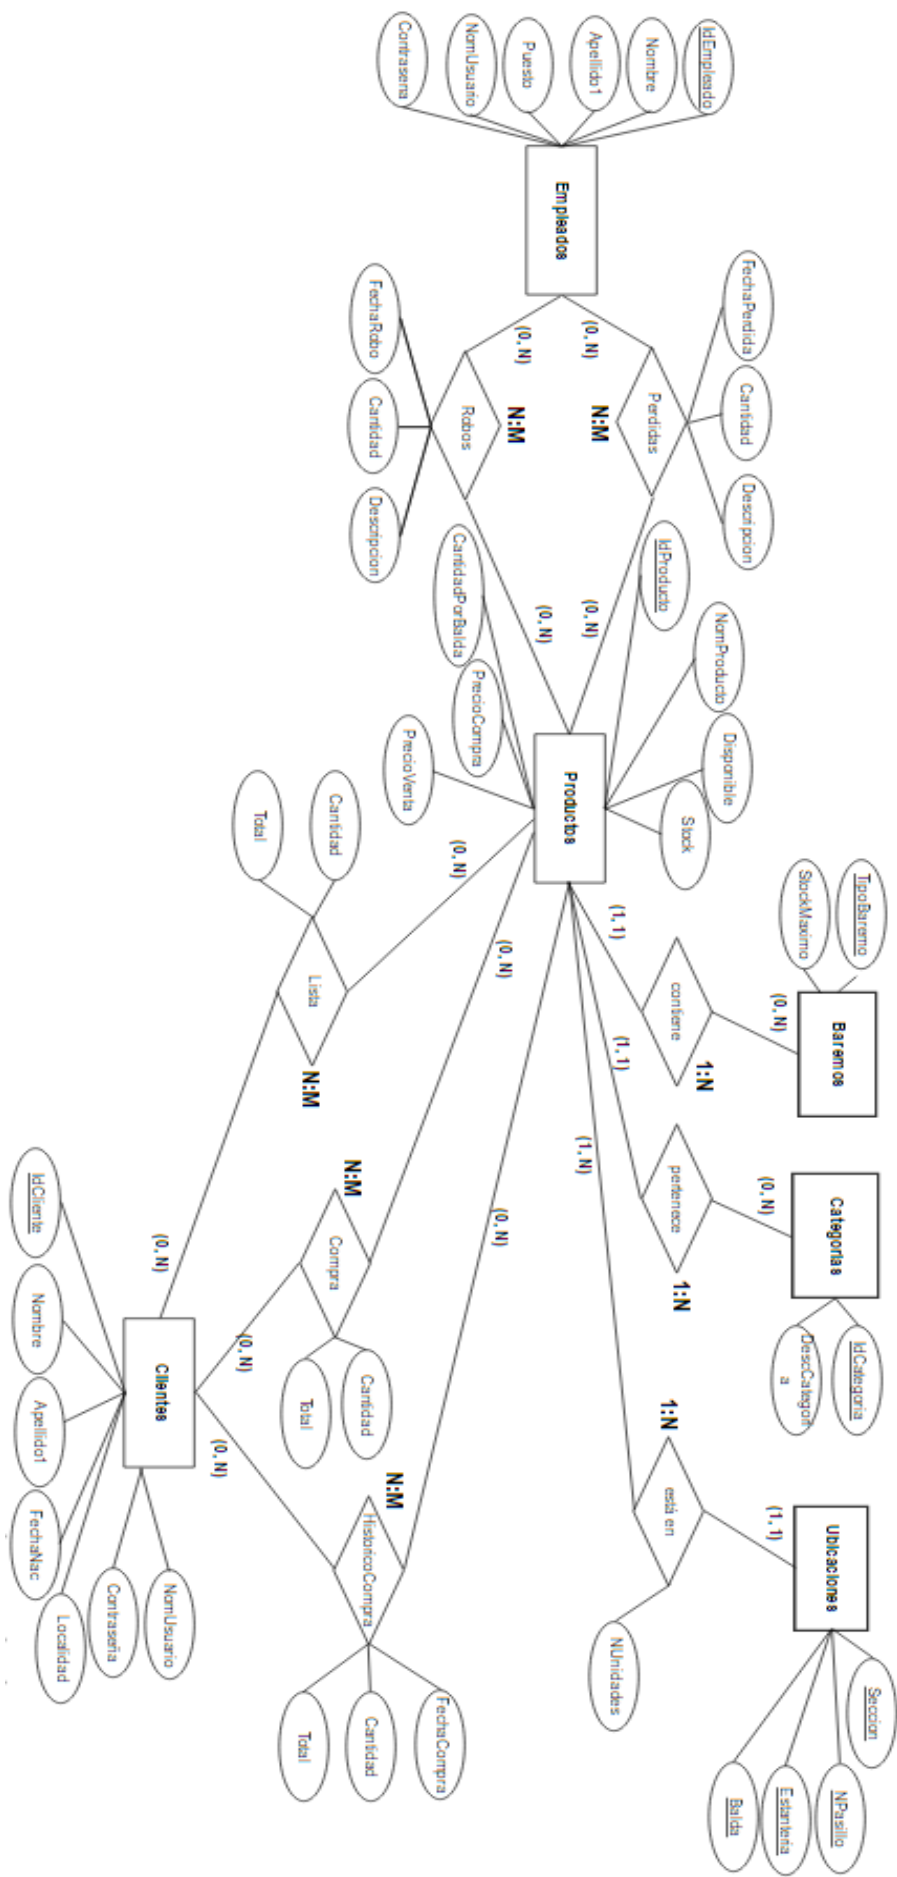 IdEmpleado
Nombre
Apellido1
Puesto
NomUsuario
Contraseña
Empleados
(0, N)
(0, N)
FechaPerdida
Cantidad
Descripcion
Perdidas
N:M
N:M
Robos
FechaRobo
Cantidad
Descripcion
(0, N)
(0, N)
IdProducto
NomProducto
Disponible
Stock
CantidadPorBalda
PrecioCompra
PrecioVenta
Productos
TipoBaremo
StockMaximo
Baremos
(0, N)
contiene
1:N
(1,1)
Categorias
(0, N)
pertenece
1:N
(1,1)
IdCategoria
DescCategori
a
Ubicaciones
(1,1)
está en
1:N
(1,N)
NUnidades
Seccion
NPasillo
Estanteria
Balda
(0, N)
(0, N)
(0, N)
Cantidad
Total
Lista
N:M
(0, N)
Compra
N:M
(0, N)
Cantidad
Total
HistoricoCompra
N:M
(0, N)
FechaCompra
Cantidad
Total
Clientes
IdCliente
Nombre
Apellido1
FechaNac
Localidad
Contraseña
NomUsuario